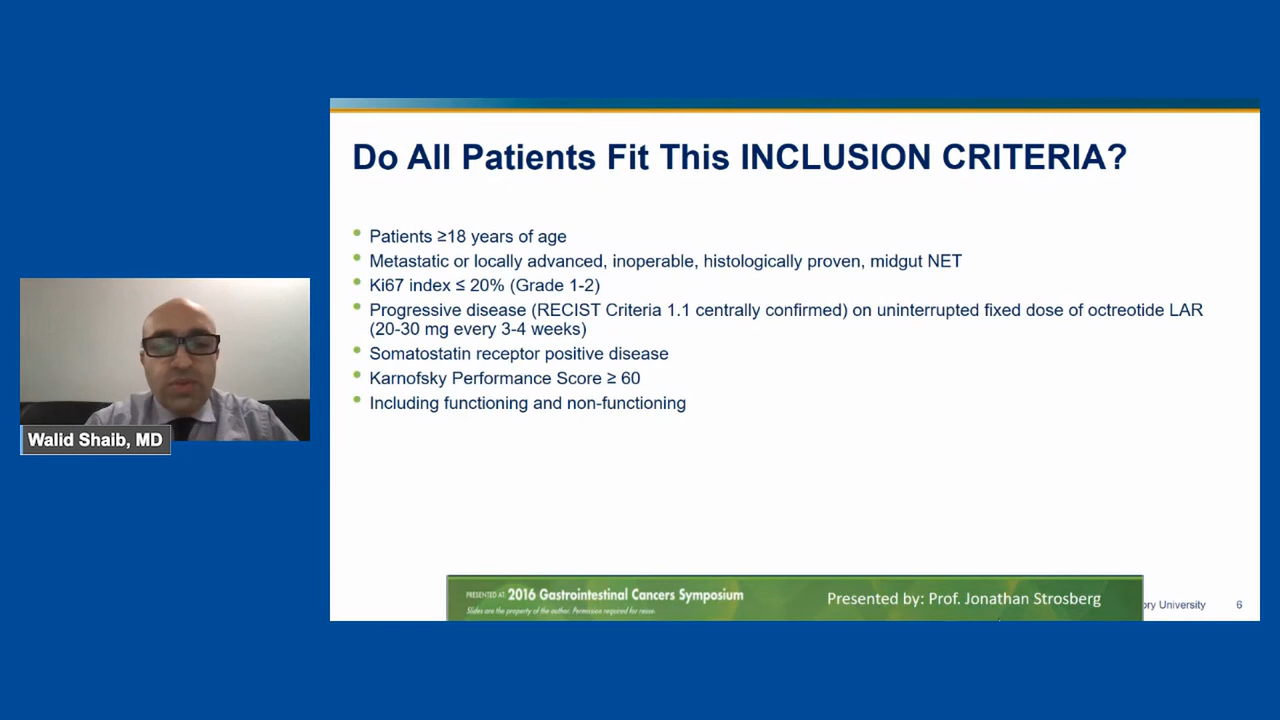 Do All Patients Fit This INCLUSION CRITERIA?
• Patients ≥18 years of age
• Metastatic or locally advanced, inoperable, histologically proven, midgut NET
• Ki67 index ≤ 20% (Grade 1-2)
• Progressive disease (RECIST Criteria 1.1 centrally confirmed) on uninterrupted fixed dose of octreotide LAR
(20-30 mg every 3-4 weeks)
• Somatostatin receptor positive disease
• Karnofsky Performance Score ≥ 60
• Including functioning and non-functioning
Walid Shaib, MD
PRESENTED AT: 2016 Gastrointestinal Cancers Symposium
Slides are the property of the author. Permission required for reuse.
Presented by: Prof. Jonathan Strosberg
ory University 6